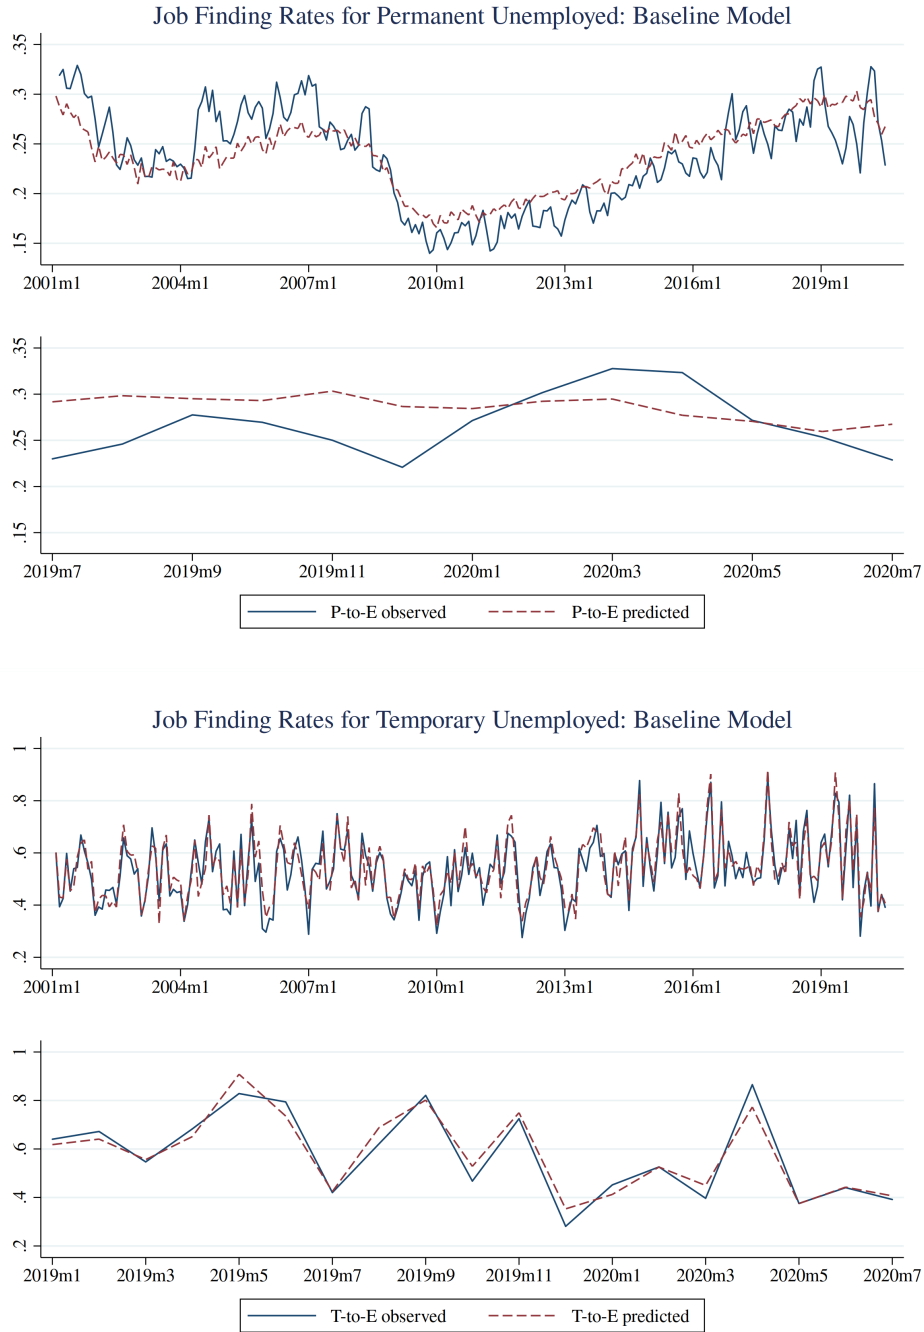 Job Finding Rates for Permanent Unemployed: Baseline Model
.35
.3
.25
.2
.15
2001m1 2004m1 2007m1 2010m1 2013m1 2016m1 2019m1
.35
.3
.25
.2
.15
2019m7 2019m9 2019m11 2020m1 2020m3 2020m5 2020m7
P-to-E observed P-to-E predicted
Job Finding Rates for Temporary Unemployed: Baseline Model
1
.8
.6
.4
.2
2001m1 2004m1 2007m1 2010m1 2013m1 2016m1 2019m1
1
.8
.6
.4
.2
2019m1 2019m3 2019m5 2019m7 2019m9 2019m11 2020m1 2020m3 2020m5 2020m7
T-to-E observed T-to-E predicted